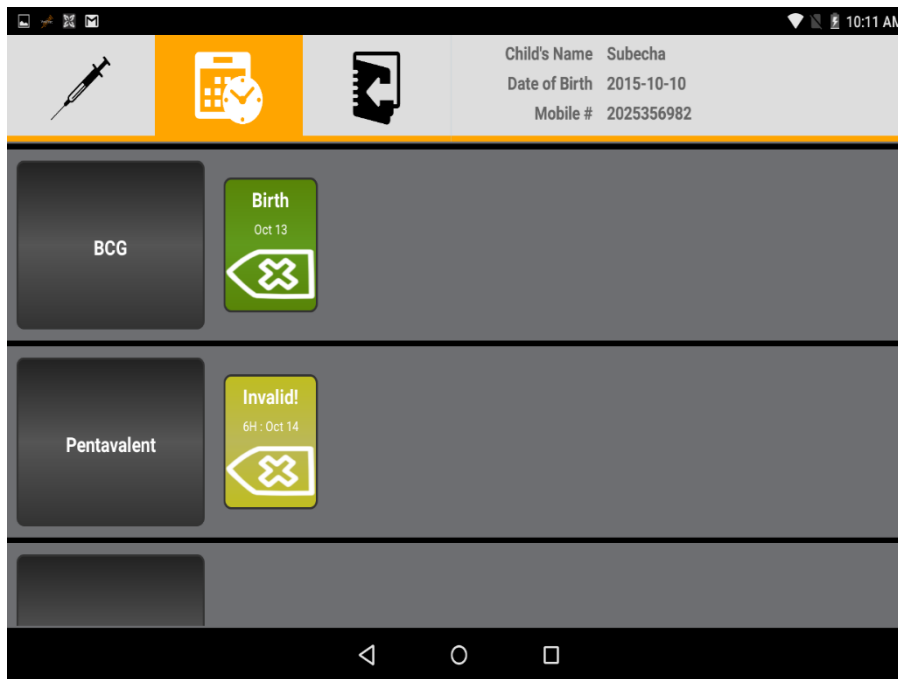 10:11 AM
Child's Name Subecha
Date of Birth 2015-10-10
Mobile # 2025356982
Birth
Oct 13
BCG
Invalid!
6H : Oct 14
Pentavalent